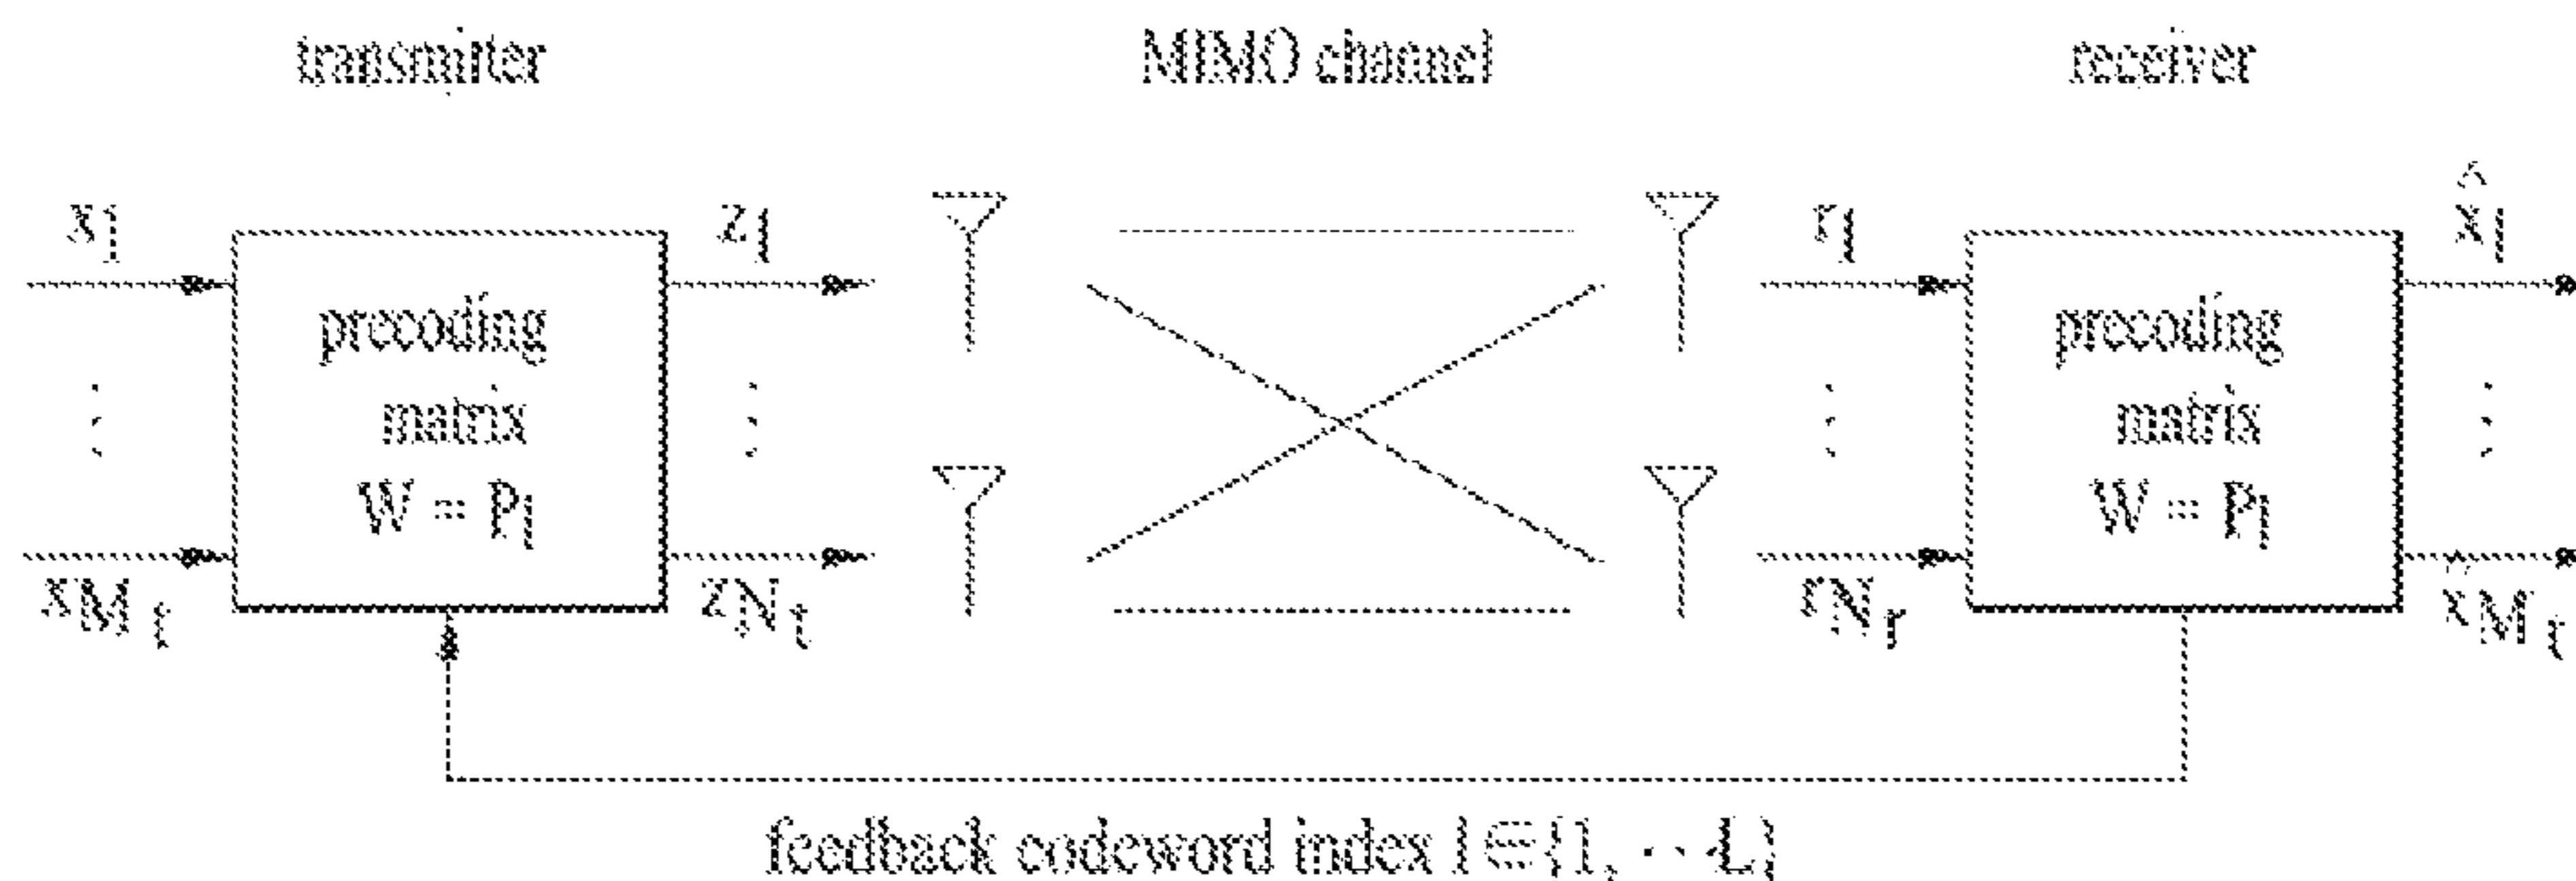 transmitter MIMO channel receiver
x1 z1 r1 x̂1
precoding matrix W = Pl
precoding matrix W = Pl
xMt zNt rNr x̂Mt
feedback codeword index l∈{1, ···L}